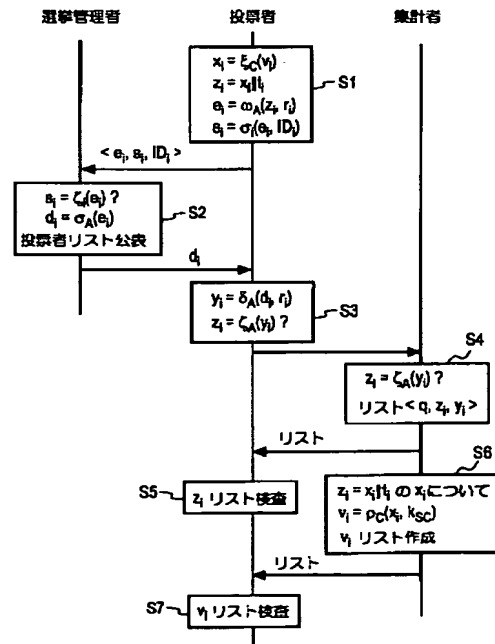 選挙管理者 投票者 集計者
xᵢ = ξC(vᵢ)
zᵢ = xᵢ‖tᵢ
eᵢ = ωA(zᵢ, rᵢ)
sᵢ = σᵢ(eᵢ, IDᵢ)
S1
< eᵢ, sᵢ, IDᵢ >
sᵢ = ζᵢ(eᵢ) ?
dᵢ = σA(eᵢ)
投票者リスト公表
S2
dᵢ
yᵢ = δA(dᵢ, rᵢ)
zᵢ = ζA(yᵢ) ?
S3
S4
zᵢ = ζA(yᵢ) ?
リスト< q, zᵢ, yᵢ >
リスト
S6
S5
zᵢ リスト検査
zᵢ = xᵢ‖tᵢ の xᵢ について
vᵢ = ρC(xᵢ, kSC)
vᵢ リスト作成
リスト
S7
vᵢ リスト検査